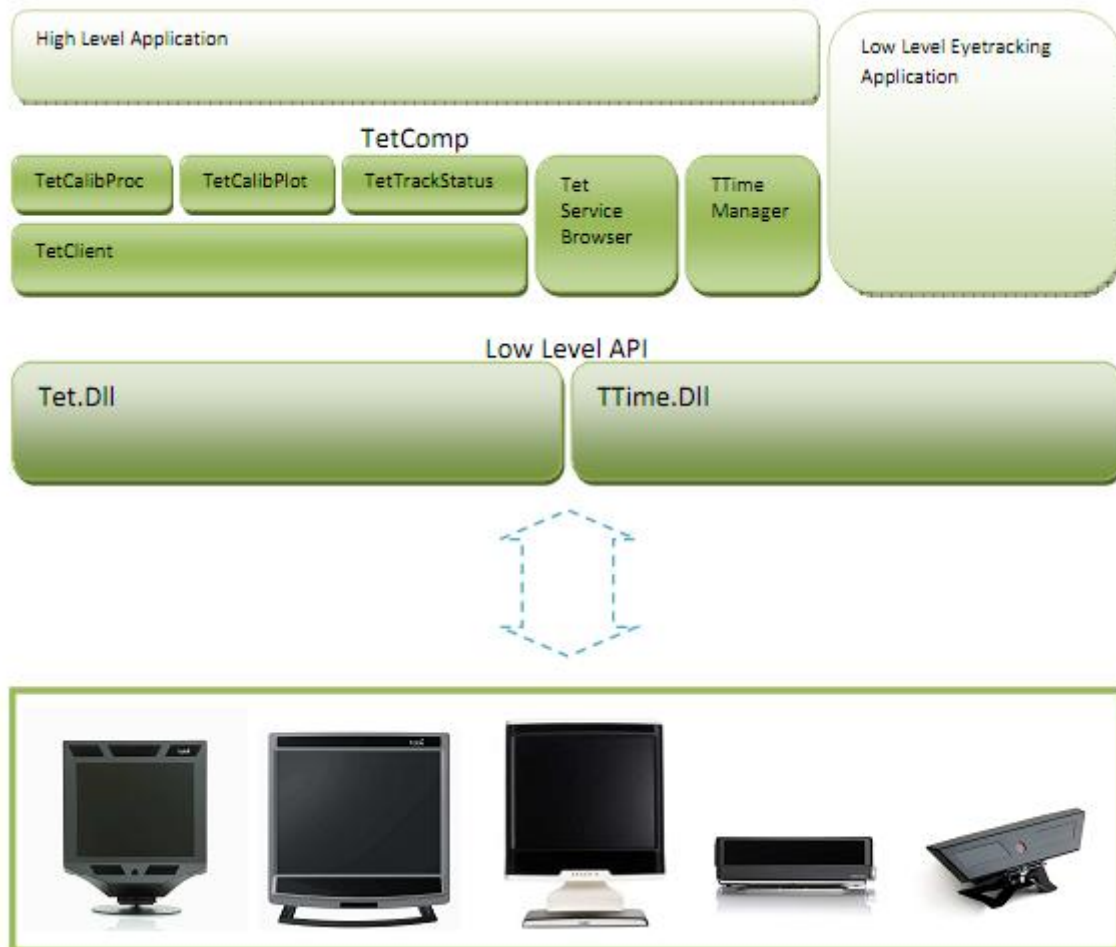 High Level Application
Low Level Eyetracking
Application
TetComp
TetCalibProc
TetCalibPlot
TetTrackStatus
Tet
Service
Browser
TTime
Manager
TetClient
Low Level API
Tet.Dll
TTime.Dll